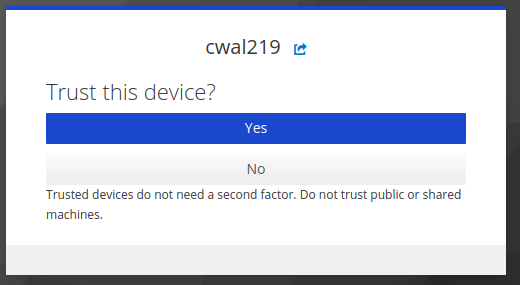 cwal219
Trust this device?
Yes
No
Trusted devices do not need a second factor. Do not trust public or shared
machines.